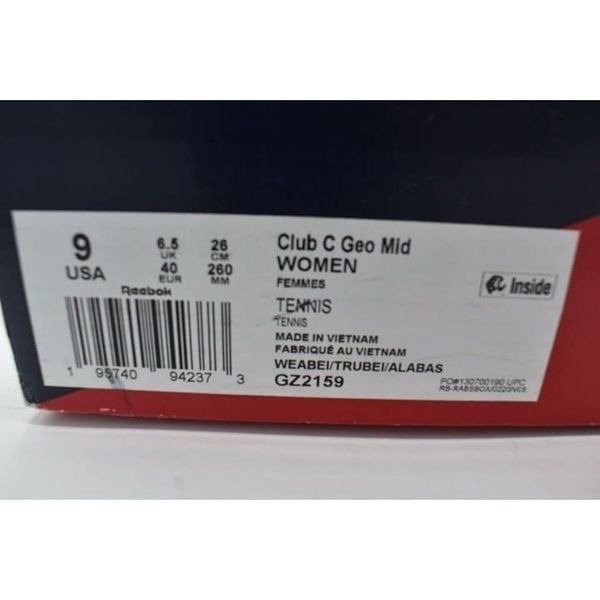 9
USA
6.5
UK
40
EUR
26
CM
260
MM
Reebok
1 95740 94237 3
Club C Geo Mid
WOMEN
FEMMES
TENNIS
TENNIS
MADE IN VIETNAM
FABRIQUÉ AU VIETNAM
WEABEI/TRUBEI/ALABAS
GZ2159
Inside
PO#130700190 UPC
RB-RABSBOX/0220/V05